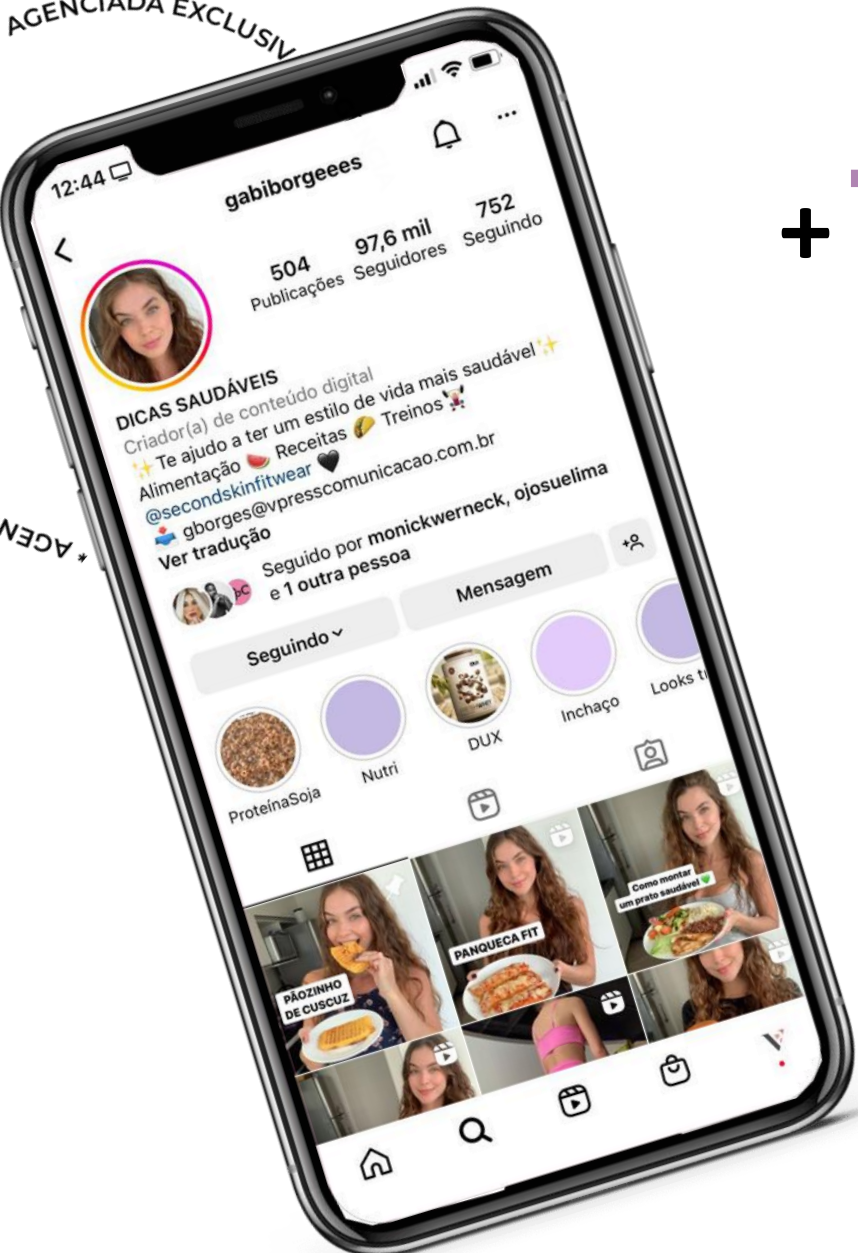 AGENCIADA EXCLUSIV
12:44
gabiborgeees
504
Publicações
97,6 mil
Seguidores
752
Seguindo
DICAS SAUDÁVEIS
Criador(a) de conteúdo digital
✨Te ajudo a ter um estilo de vida mais saudável✨
Alimentação 🍉 Receitas 🌮 Treinos🏋🏻‍♀️
@secondskinfitwear 🖤
📩 gborges@vpresscomunicacao.com.br
Ver tradução
Seguido por monickwerneck, ojosuelima
e 1 outra pessoa
Seguindo
Mensagem
ProteínaSoja
Nutri
DUX
Inchaço
Looks tr
PÃOZINHO
DE CUSCUZ
PANQUECA FIT
Como montar
um prato saudável 💚
* AGEN
+